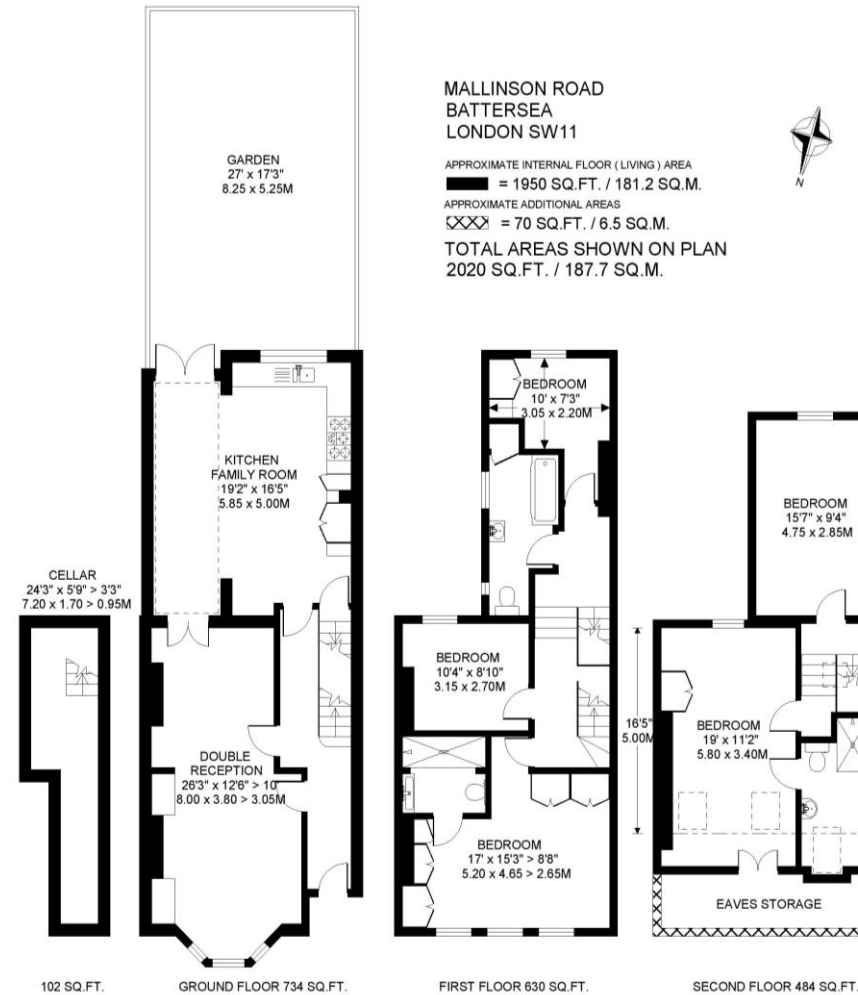 MALLINSON ROAD
BATTERSEA
LONDON SW11
APPROXIMATE INTERNAL FLOOR ( LIVING ) AREA
= 1950 SQ.FT. / 181.2 SQ.M.
APPROXIMATE ADDITIONAL AREAS
= 70 SQ.FT. / 6.5 SQ.M.
TOTAL AREAS SHOWN ON PLAN
2020 SQ.FT. / 187.7 SQ.M.
N
GARDEN
27' x 17'3"
8.25 x 5.25M
KITCHEN
FAMILY ROOM
19'2" x 16'5"
5.85 x 5.00M
CELLAR
24'3" x 5'9" > 3'3"
7.20 x 1.70 > 0.95M
DOUBLE
RECEPTION
26'3" x 12'6" > 10'
8.00 x 3.80 > 3.05M
BEDROOM
10' x 7'3"
3.05 x 2.20M
BEDROOM
10'4" x 8'10"
3.15 x 2.70M
BEDROOM
17' x 15'3" > 8'8"
5.20 x 4.65 > 2.65M
BEDROOM
15'7" x 9'4"
4.75 x 2.85M
16'5"
5.00M
BEDROOM
19' x 11'2"
5.80 x 3.40M
EAVES STORAGE
102 SQ.FT.
GROUND FLOOR 734 SQ.FT.
FIRST FLOOR 630 SQ.FT.
SECOND FLOOR 484 SQ.FT.